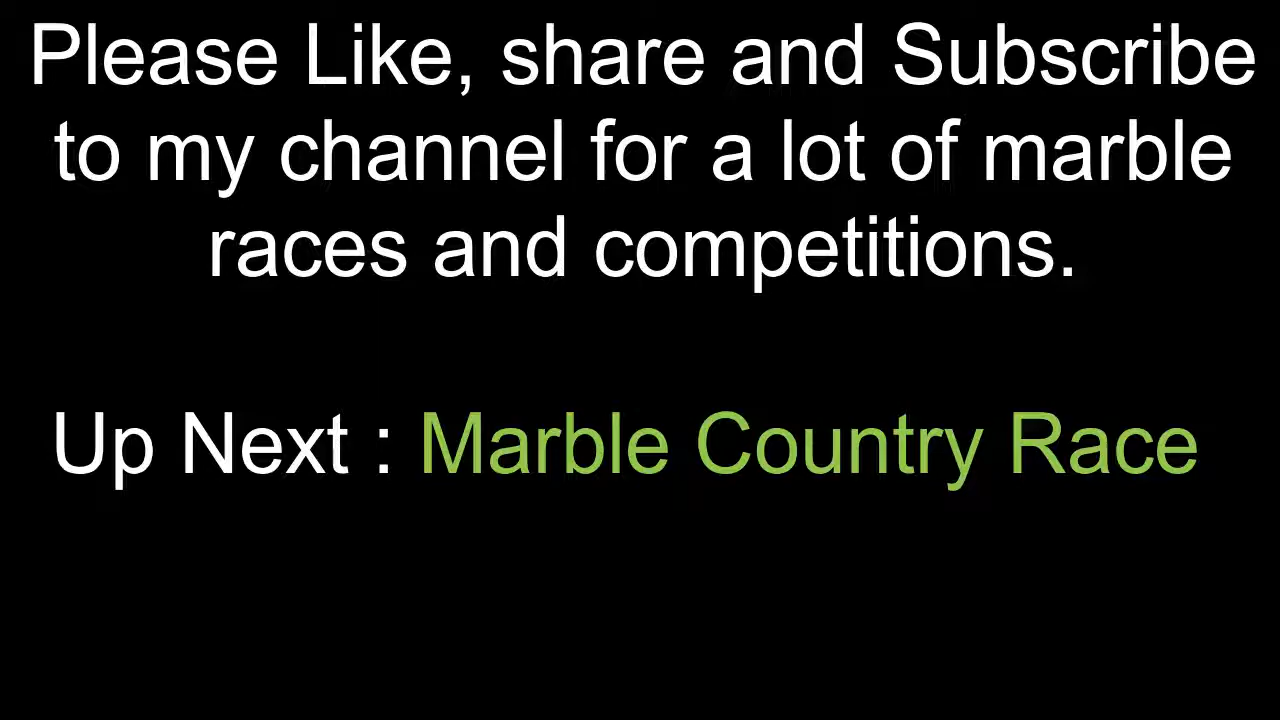 Please Like, share and Subscribe
to my channel for a lot of marble
races and competitions.
Up Next : Marble Country Race